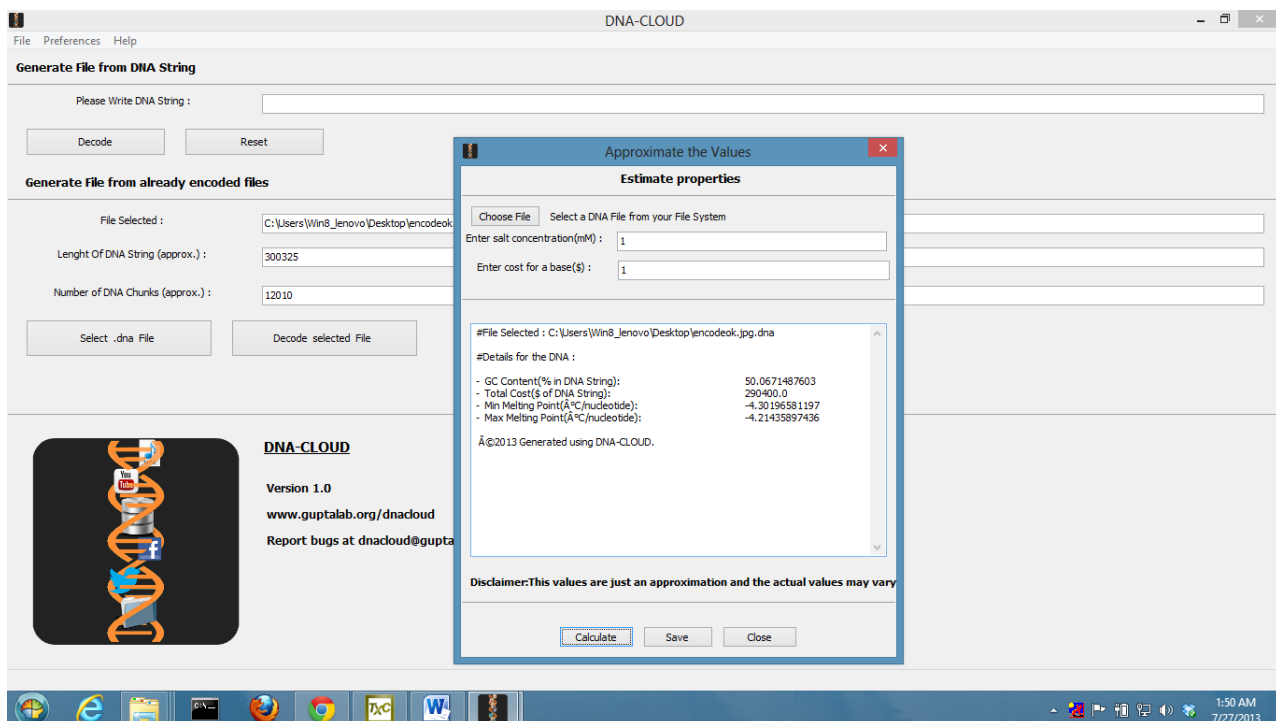 DNA-CLOUD
File Preferences Help
Generate File from DNA String
Please Write DNA String :
Decode Reset
Generate File from already encoded files
File Selected : C:\Users\Win8_lenovo\Desktop\encodeok
Lenght Of DNA String (approx.) : 300325
Number of DNA Chunks (approx.) : 12010
Select .dna File Decode selected File
You
Tube
f
DNA-CLOUD
Version 1.0
www.guptalab.org/dnacloud
Report bugs at dnacloud@gupta
Approximate the Values
Estimate properties
Choose File Select a DNA File from your File System
Enter salt concentration(mM) : 1
Enter cost for a base($) : 1
#File Selected : C:\Users\Win8_lenovo\Desktop\encodeok.jpg.dna
#Details for the DNA :
- GC Content(% in DNA String): 50.0671487603
- Total Cost($ of DNA String): 290400.0
- Min Melting Point(Â°C/nucleotide): -4.30196581197
- Max Melting Point(Â°C/nucleotide): -4.21435897436
Â©2013 Generated using DNA-CLOUD.
Disclaimer:This values are just an approximation and the actual values may vary
Calculate Save Close
TXC
W
1:50 AM
7/27/2013